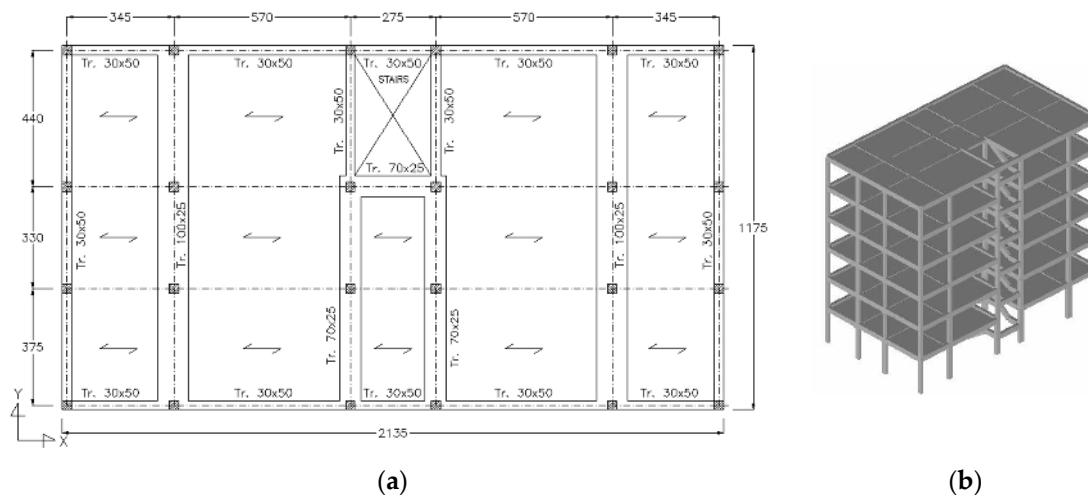 345 570 275 570 345
Tr. 30x50 Tr. 30x50 Tr. 30x50 Tr. 30x50 Tr. 30x50
STAIRS
440
Tr. 30x50 Tr. 30x50
Tr. 70x25
330
Tr. 30x50 Tr. 100x25 Tr. 100x25 Tr. 30x50
1175
375
Tr. 70x25 Tr. 70x25
Tr. 30x50 Tr. 30x50 Tr. 30x50 Tr. 30x50 Tr. 30x50
Y
X
2135
(a) (b)